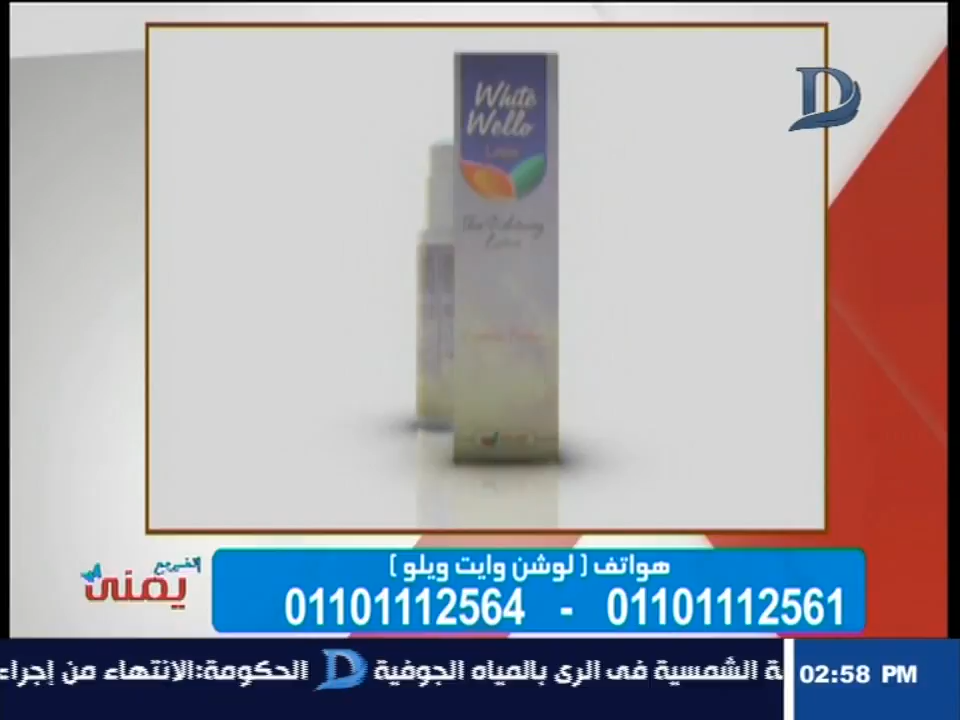 White
Wello
هواتف ( لوشن وايت ويلو )
01101112564 - 01101112561
يمنى
ة الشمسية فى الرى بالمياه الجوفية
الحكومة:الانتهاء من إجراء
02:58 PM